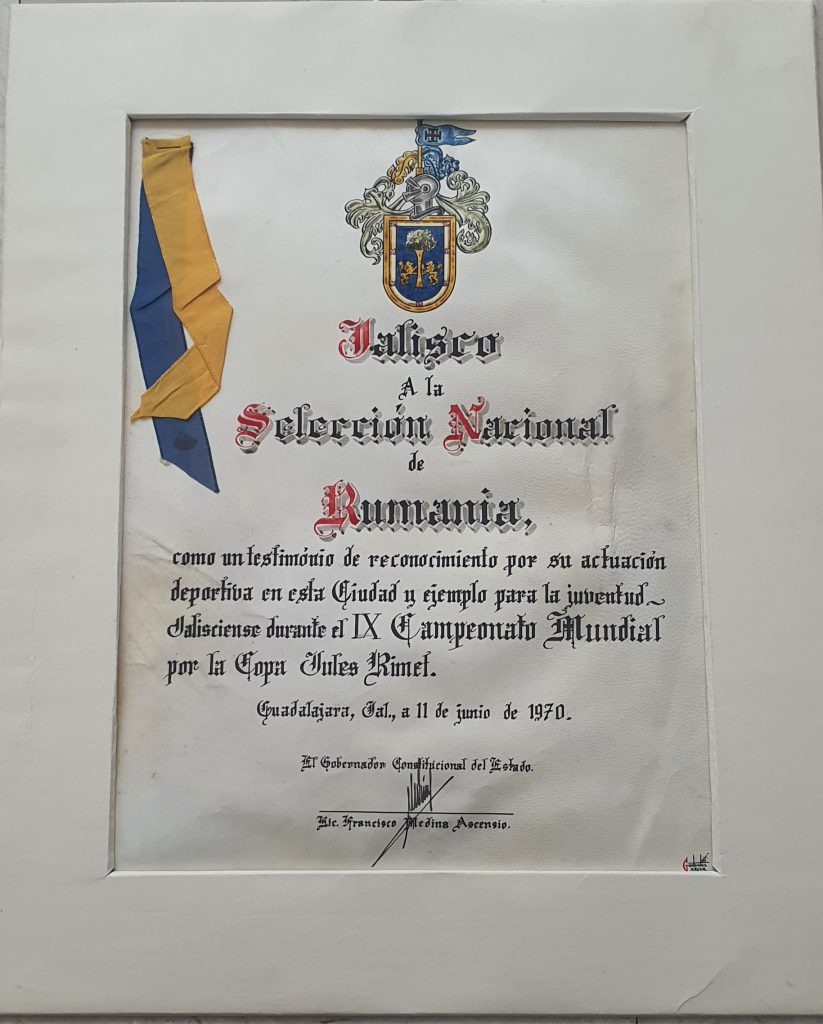 Jalisco
A la
Selección Nacional
de
Rumania,
como un testimónio de reconocimiento por su actuación
deportiva en esta Ciudad y ejemplo para la juventud~
Jalisciense durante el IX Campeonato Mundial
por la Copa Jules Rimet.
Guadalajara, Jal., a 11 de junio de 1970.
El Gobernador Constitucional del Estado.
Lic. Francisco Medina Ascensio.